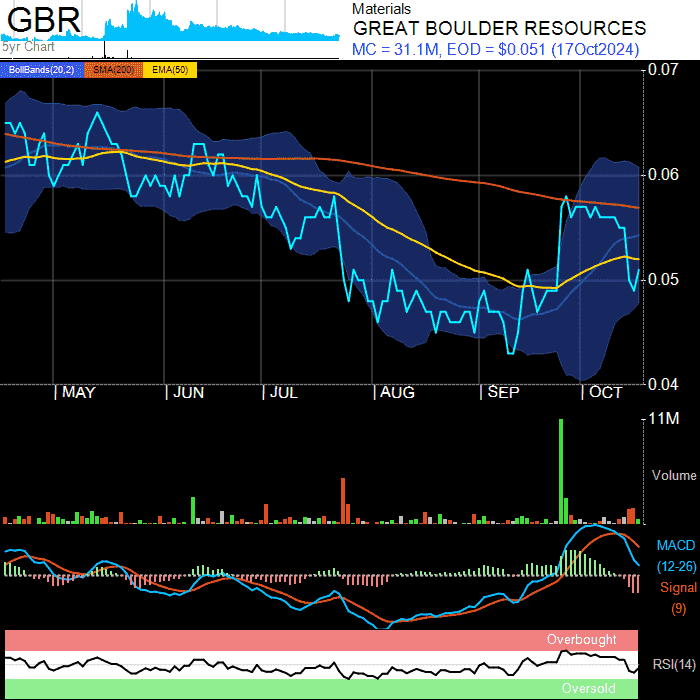 GBR
5yr Chart
Materials
GREAT BOULDER RESOURCES
MC = 31.1M, EOD = $0.051 (17Oct2024)
BollBands(20,2) SMA(200) EMA(50)
0.07
0.06
0.05
0.04
MAY JUN JUL AUG SEP OCT
11M
Volume
MACD
(12-26)
Signal
(9)
Overbought
RSI(14)
Oversold